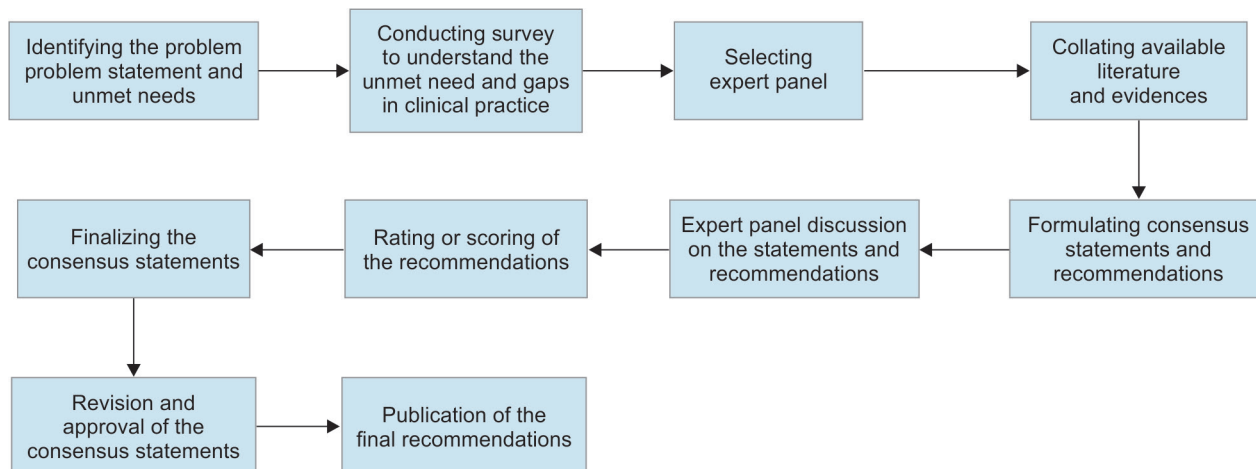 Identifying the problem
problem statement and
unmet needs
Conducting survey
to understand the
unmet need and gaps
in clinical practice
Selecting
expert panel
Collating available
literature
and evidences
Formulating consensus
statements and
recommendations
Expert panel discussion
on the statements and
recommendations
Rating or scoring of
the recommendations
Finalizing the
consensus statements
Revision and
approval of the
consensus statements
Publication of the
final recommendations